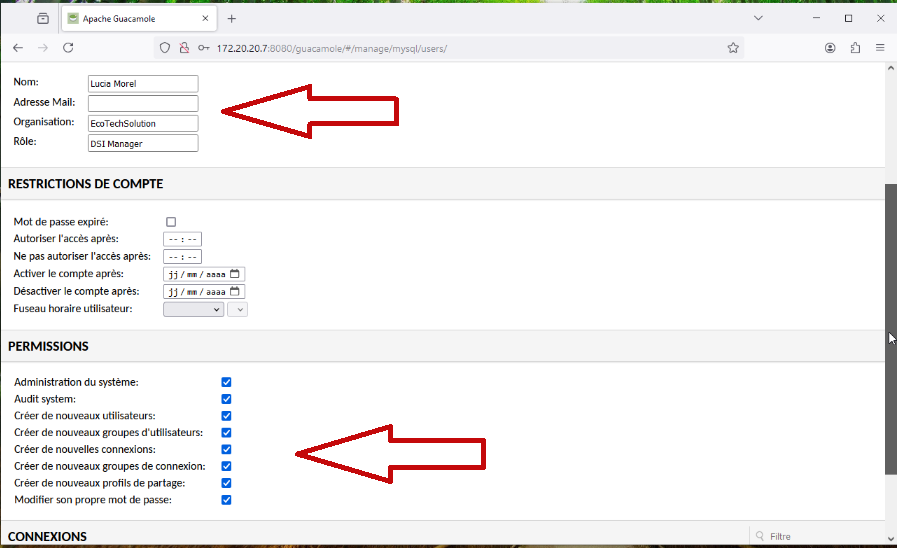 Apache Guacamole
172.20.20.7:8080/guacamole/#/manage/mysql/users/
Nom: Lucia Morel
Adresse Mail:
Organisation: EcoTechSolution
Rôle: DSI Manager
RESTRICTIONS DE COMPTE
Mot de passe expiré:
Autoriser l'accès après: --:--
Ne pas autoriser l'accès après: --:--
Activer le compte après: jj/mm/aaaa
Désactiver le compte après: jj/mm/aaaa
Fuseau horaire utilisateur:
PERMISSIONS
Administration du système:
Audit system:
Créer de nouveaux utilisateurs:
Créer de nouveaux groupes d'utilisateurs:
Créer de nouvelles connexions:
Créer de nouveaux groupes de connexion:
Créer de nouveaux profils de partage:
Modifier son propre mot de passe:
CONNEXIONS Filtre